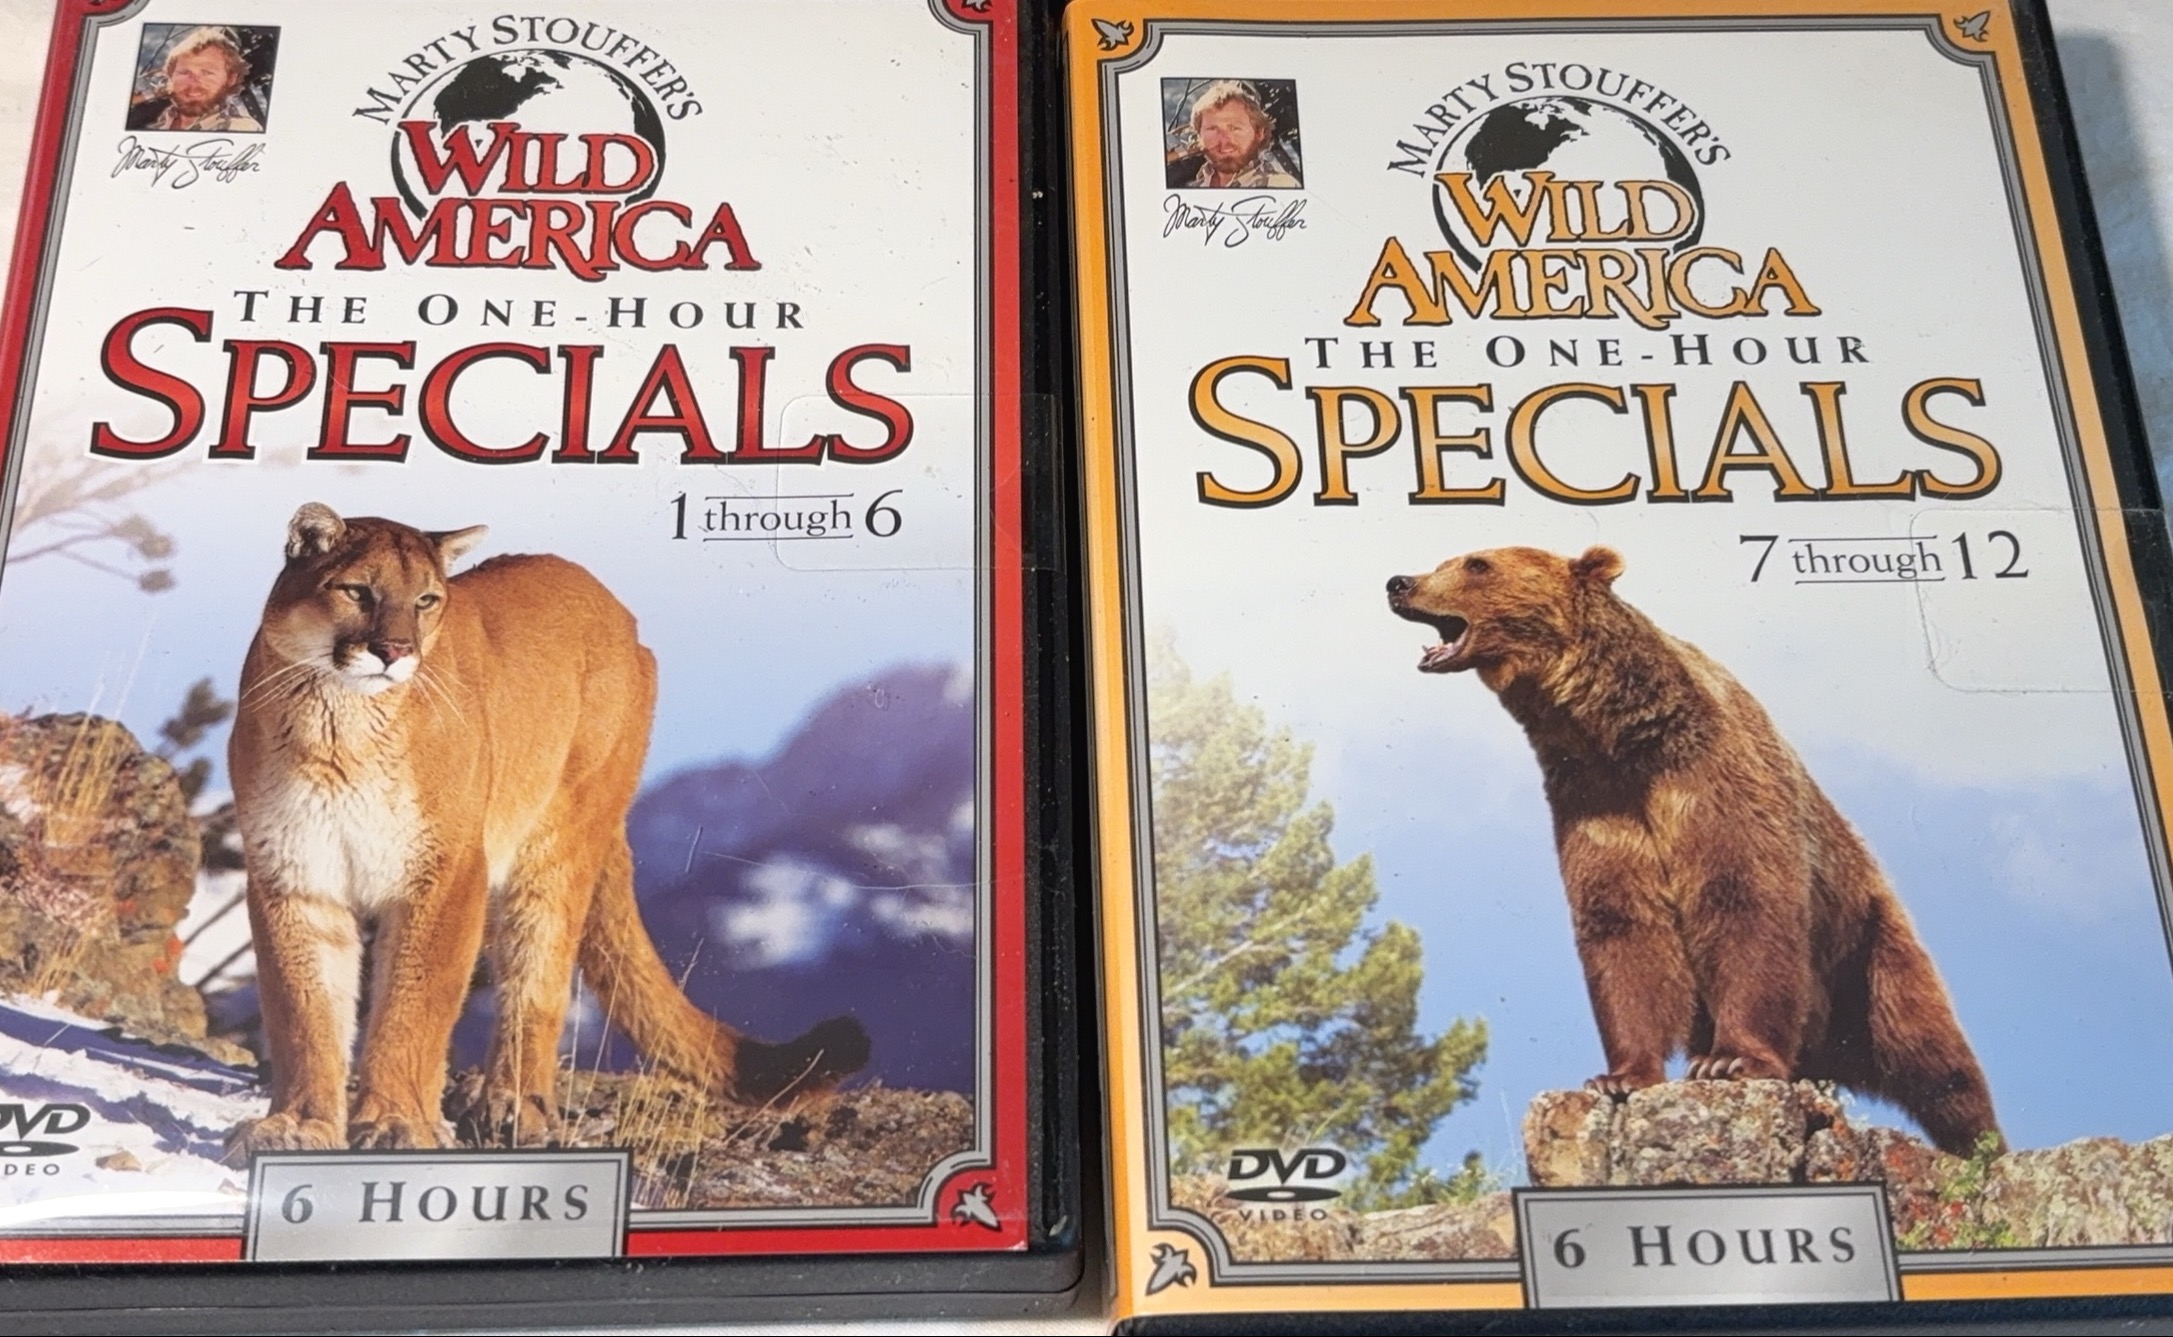 MARTY STOUFFER'S
Marty Stouffer
WILD
AMERICA
THE ONE-HOUR
SPECIALS
1 through 6
DVD
VIDEO
6 HOURS
MARTY STOUFFER'S
Marty Stouffer
WILD
AMERICA
THE ONE-HOUR
SPECIALS
7 through 12
DVD
VIDEO
6 HOURS